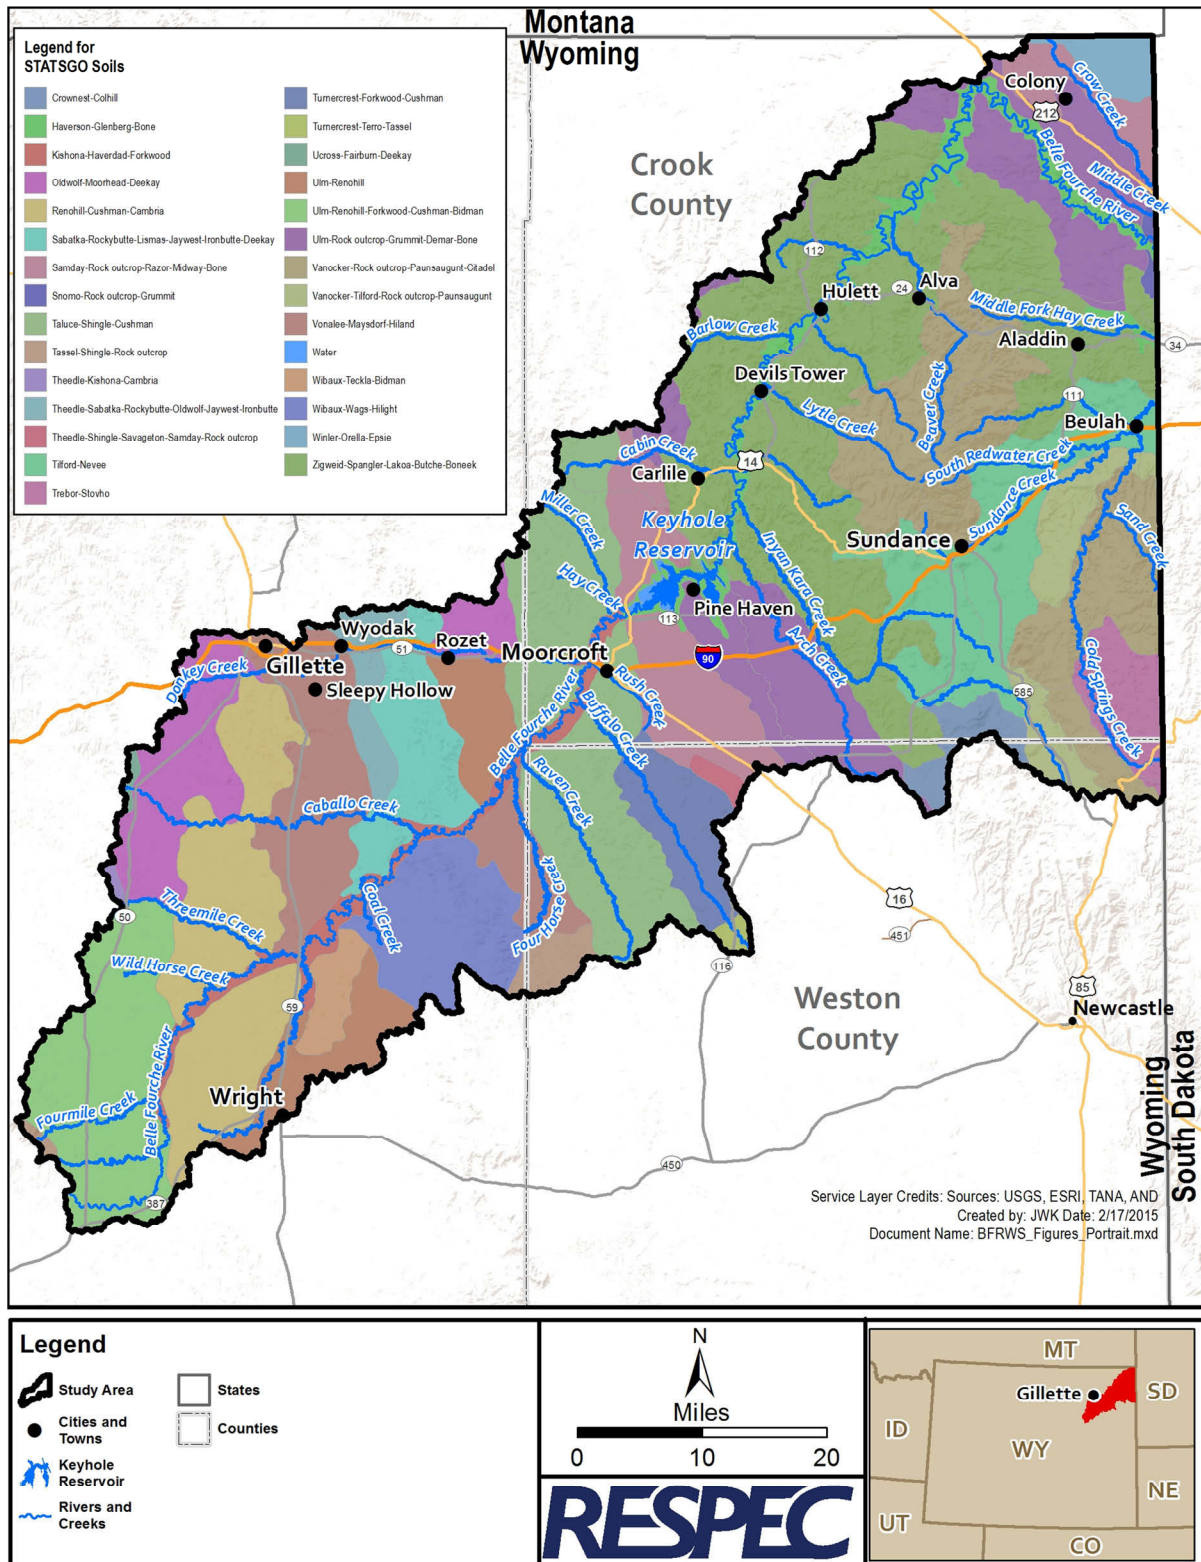 Montana
Wyoming
Legend for
STATSGO Soils
Crownest-Colhill
Haverson-Glenberg-Bone
Kishona-Haverdad-Forkwood
Oldwolf-Moorhead-Deekay
Renohill-Cushman-Cambria
Sabatka-Rockybutte-Lismas-Jaywest-Ironbutte-Deekay
Samday-Rock outcrop-Razor-Midway-Bone
Snomo-Rock outcrop-Grummit
Taluce-Shingle-Cushman
Tassel-Shingle-Rock outcrop
Theedle-Kishona-Cambria
Theedle-Sabatka-Rockybutte-Oldwolf-Jaywest-Ironbutte
Theedle-Shingle-Savageton-Samday-Rock outcrop
Tilford-Nevee
Trebor-Stovho
Turnercrest-Forkwood-Cushman
Turnercrest-Terro-Tassel
Ucross-Fairburn-Deekay
Ulm-Renohill
Ulm-Renohill-Forkwood-Cushman-Bidman
Ulm-Rock outcrop-Grummit-Demar-Bone
Vanocker-Rock outcrop-Paunsaugunt-Citadel
Vanocker-Tilford-Rock outcrop-Paunsaugunt
Vonalee-Maysdorf-Hiland
Water
Wibaux-Teckla-Bidman
Wibaux-Wags-Hilight
Winler-Orella-Epsie
Zigweid-Spangler-Lakoa-Butche-Boneek
Crook
County
Colony
212
Crow Creek
Middle Creek
Belle Fourche River
112
24
Alva
Hulett
Middle Fork Hay Creek
Barlow Creek
Aladdin
34
Devils Tower
Lytle Creek
Beaver Creek
111
Beulah
South Redwater Creek
Cabin Creek
14
Carlile
Miller Creek
Keyhole
Reservoir
Sundance Creek
Sand Creek
Sundance
Inyan Kara Creek
Hay Creek
Pine Haven
113
Wyodak
51
Rozet
Moorcroft
90
Arch Creek
Gillette
Donkey Creek
Sleepy Hollow
Rush Creek
Buffalo Creek
Belle Fourche River
585
Cold Springs Creek
Raven Creek
Caballo Creek
Four Horse Creek
Coal Creek
50
Threemile Creek
Wild Horse Creek
16
451
116
59
85
Newcastle
Weston
County
Belle Fourche River
Wright
Fourmile Creek
450
387
Wyoming
South Dakota
Service Layer Credits: Sources: USGS, ESRI, TANA, AND
Created by: JWK Date: 2/17/2015
Document Name: BFRWS_Figures_Portrait.mxd
Legend
Study Area
Cities and
Towns
Keyhole
Reservoir
Rivers and
Creeks
States
Counties
N
Miles
0 10 20
RESPEC
MT
Gillette
SD
ID
WY
NE
UT
CO